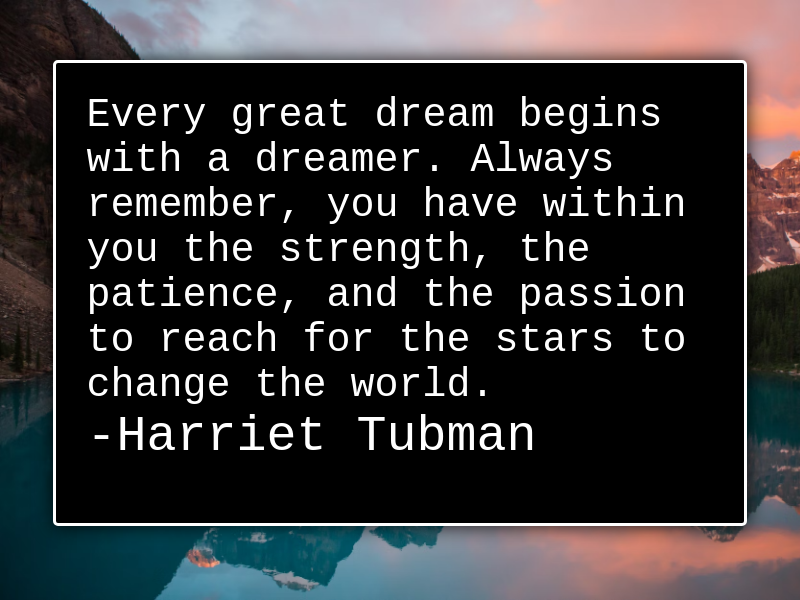 Every great dream begins
with a dreamer. Always
remember, you have within
you the strength, the
patience, and the passion
to reach for the stars to
change the world.
-Harriet Tubman